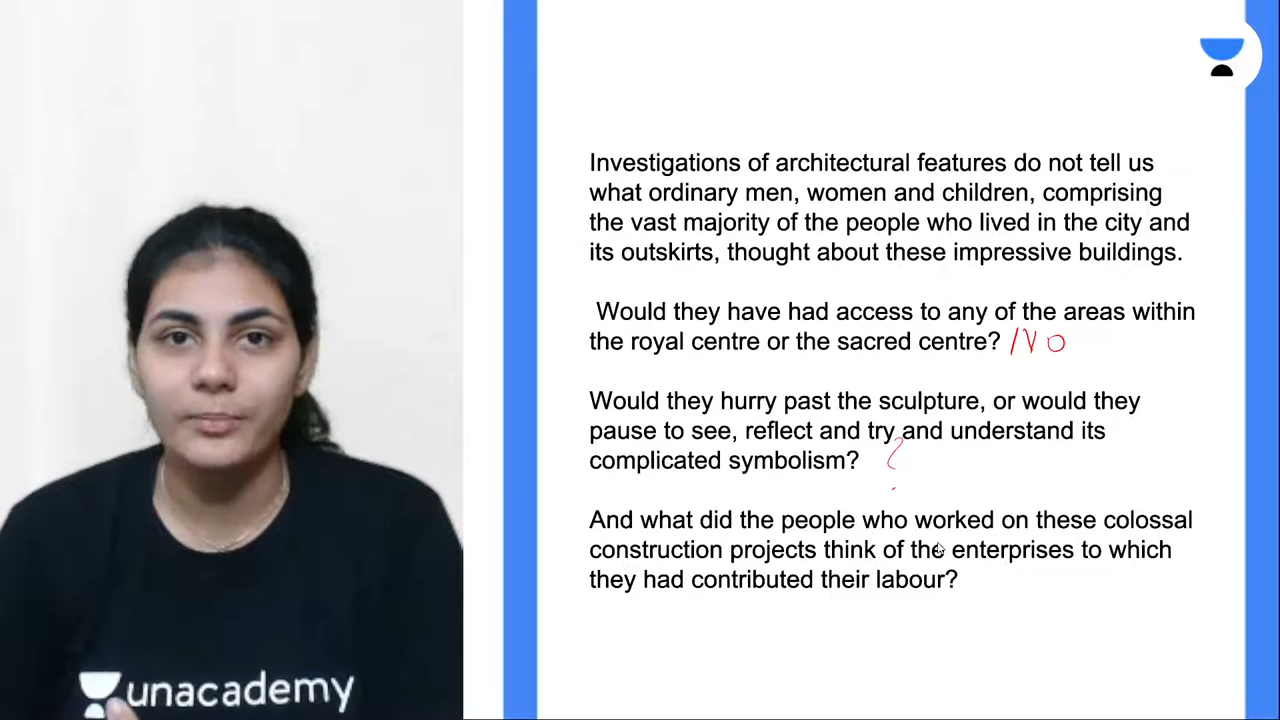 Investigations of architectural features do not tell us
what ordinary men, women and children, comprising
the vast majority of the people who lived in the city and
its outskirts, thought about these impressive buildings.
Would they have had access to any of the areas within
the royal centre or the sacred centre? NO
Would they hurry past the sculpture, or would they
pause to see, reflect and try and understand its
complicated symbolism? ?
And what did the people who worked on these colossal
construction projects think of the enterprises to which
they had contributed their labour?
unacademy